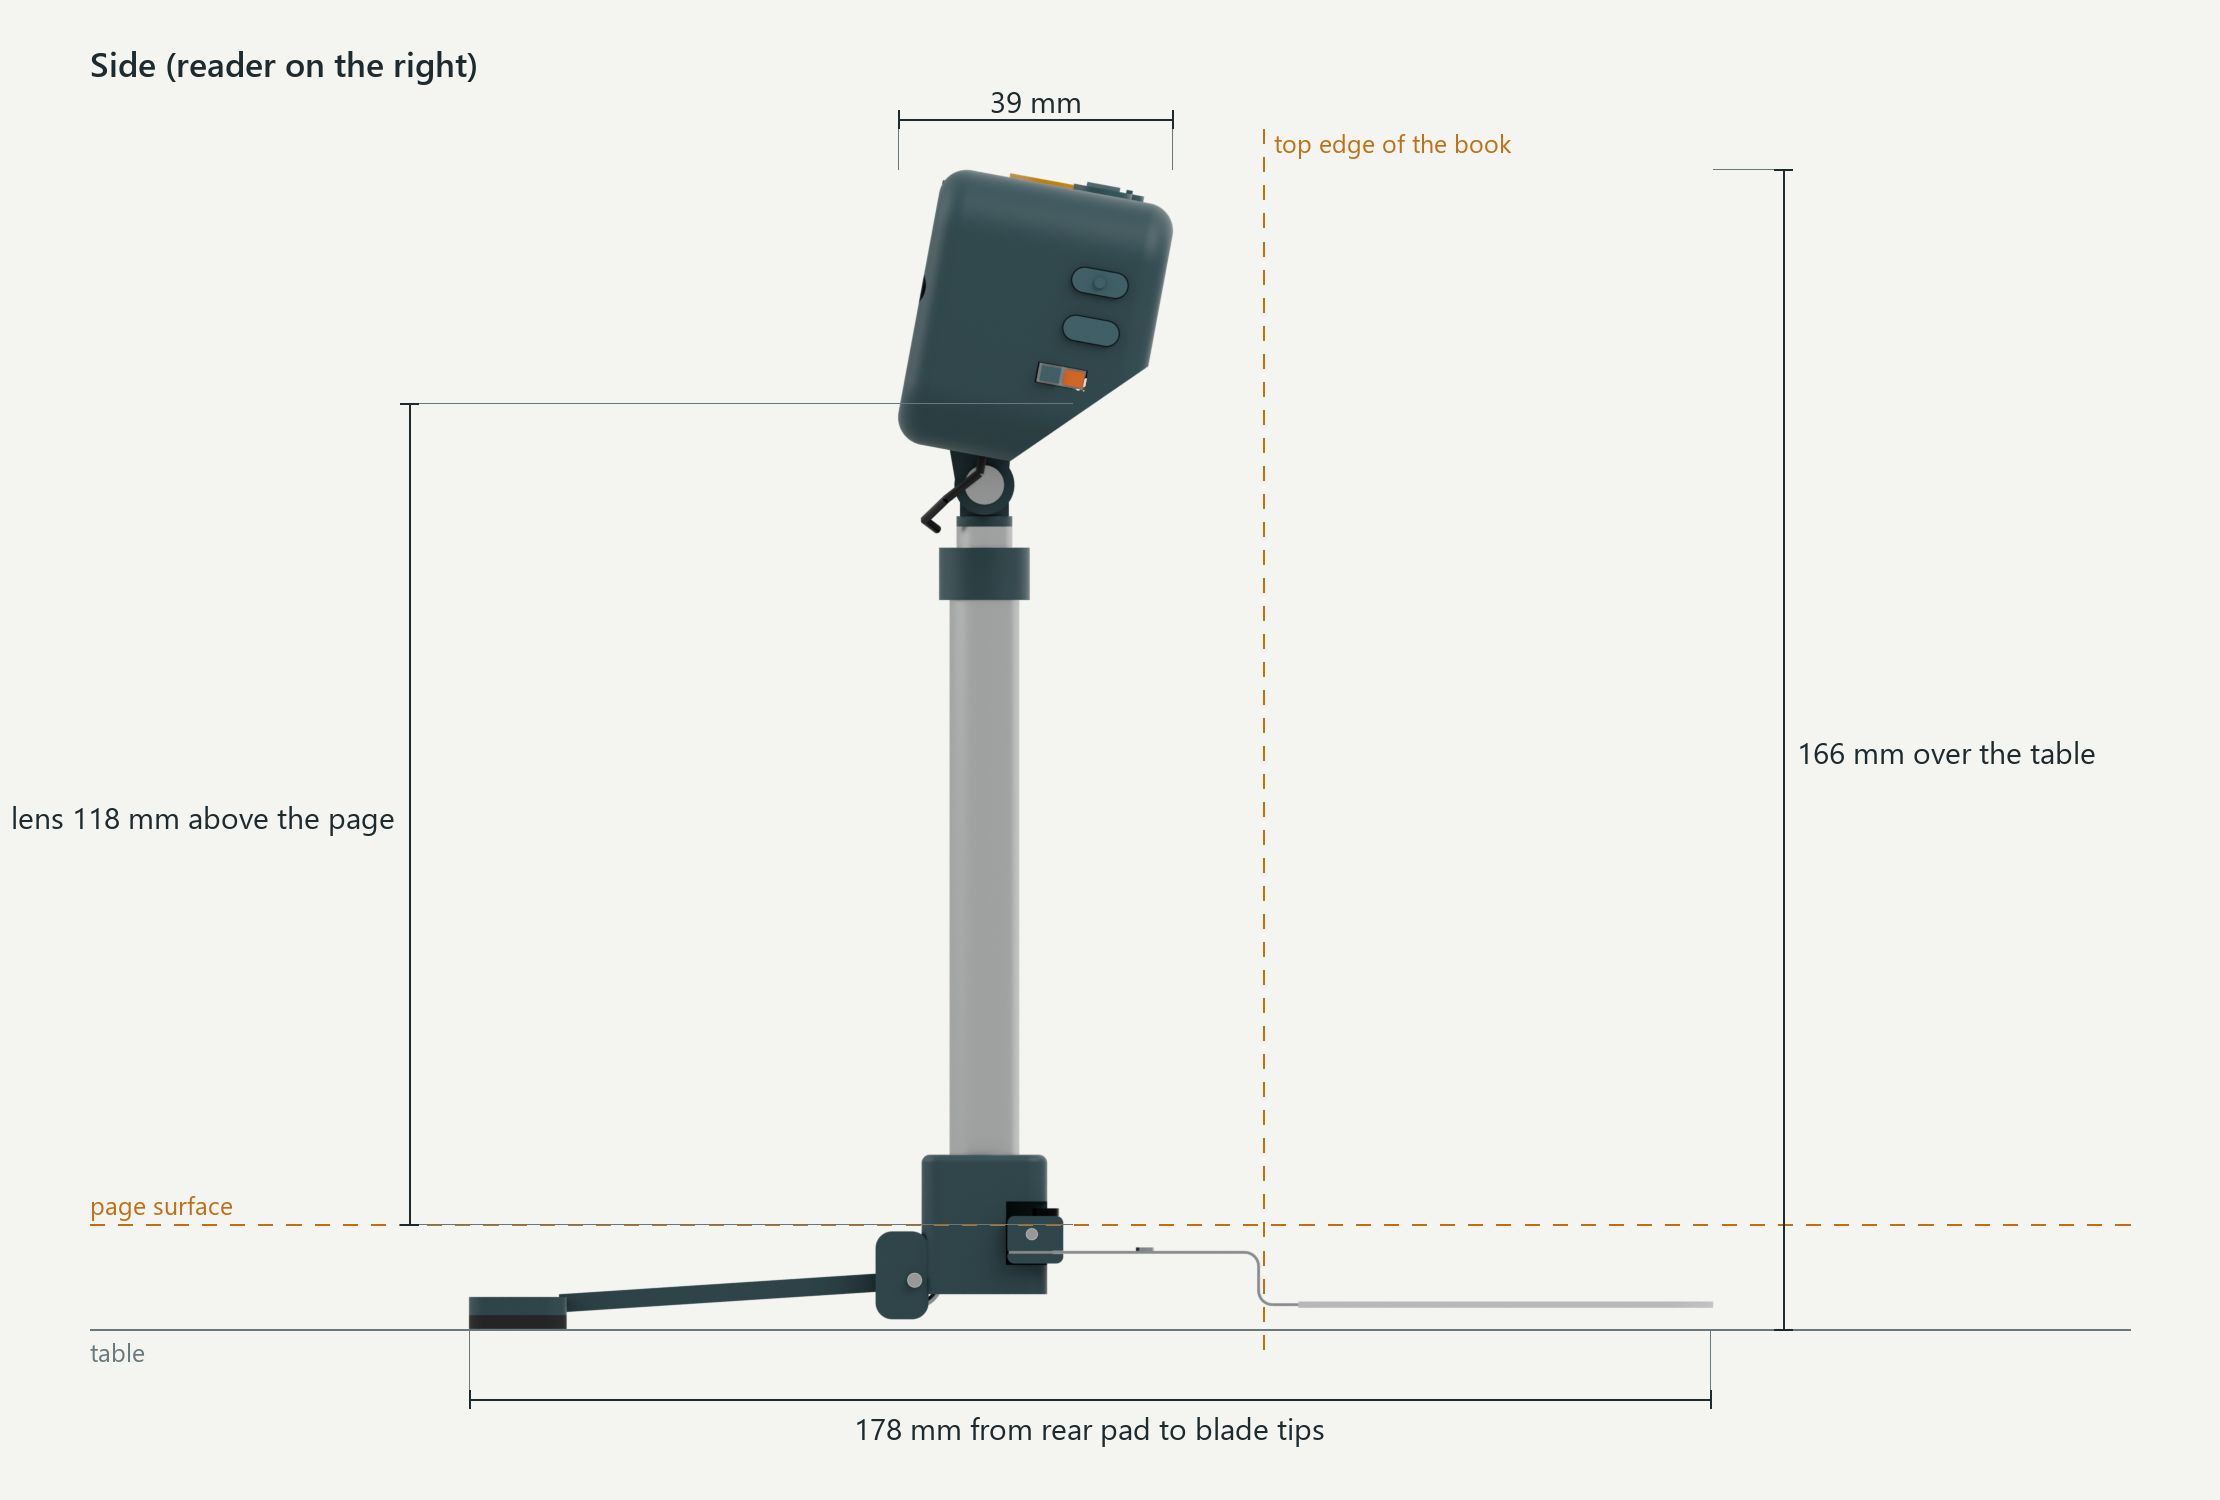 Side (reader on the right)
39 mm
top edge of the book
166 mm over the table
lens 118 mm above the page
page surface
table
178 mm from rear pad to blade tips